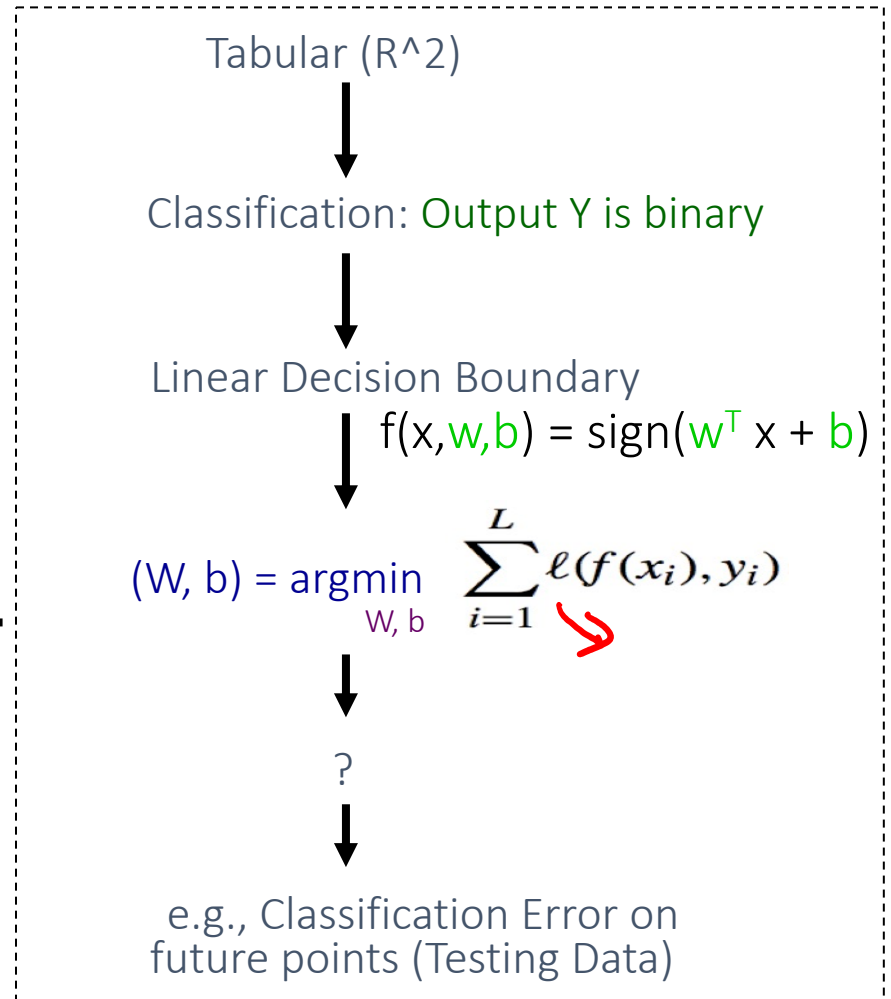 Tabular (R^2)
Classification: Output Y is binary
Linear Decision Boundary
f(x,w,b) = sign(wᵀ x + b)
(W, b) = argmin W, b L ∑ i=1 ℓ(f(xᵢ), yᵢ)
?
e.g., Classification Error on
future points (Testing Data)